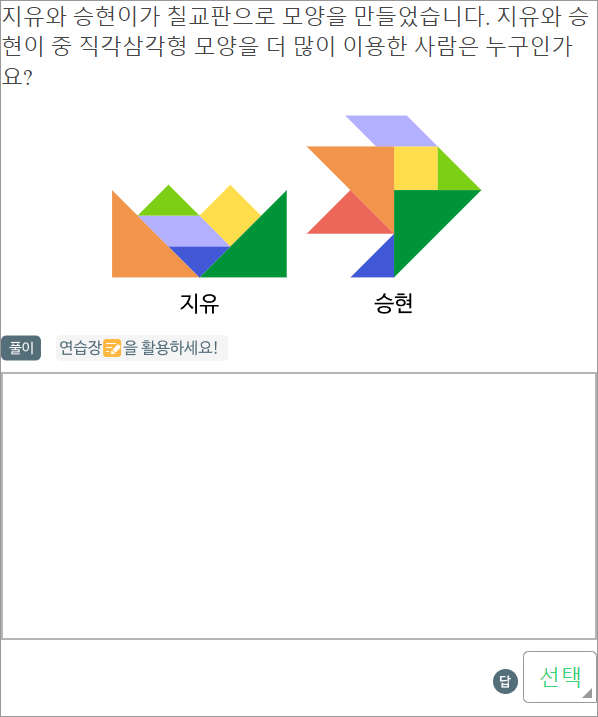 지유와 승현이가 칠교판으로 모양을 만들었습니다. 지유와 승
현이 중 직각삼각형 모양을 더 많이 이용한 사람은 누구인가
요?
지유
승현
풀이 연습장을 활용하세요!
답 선택